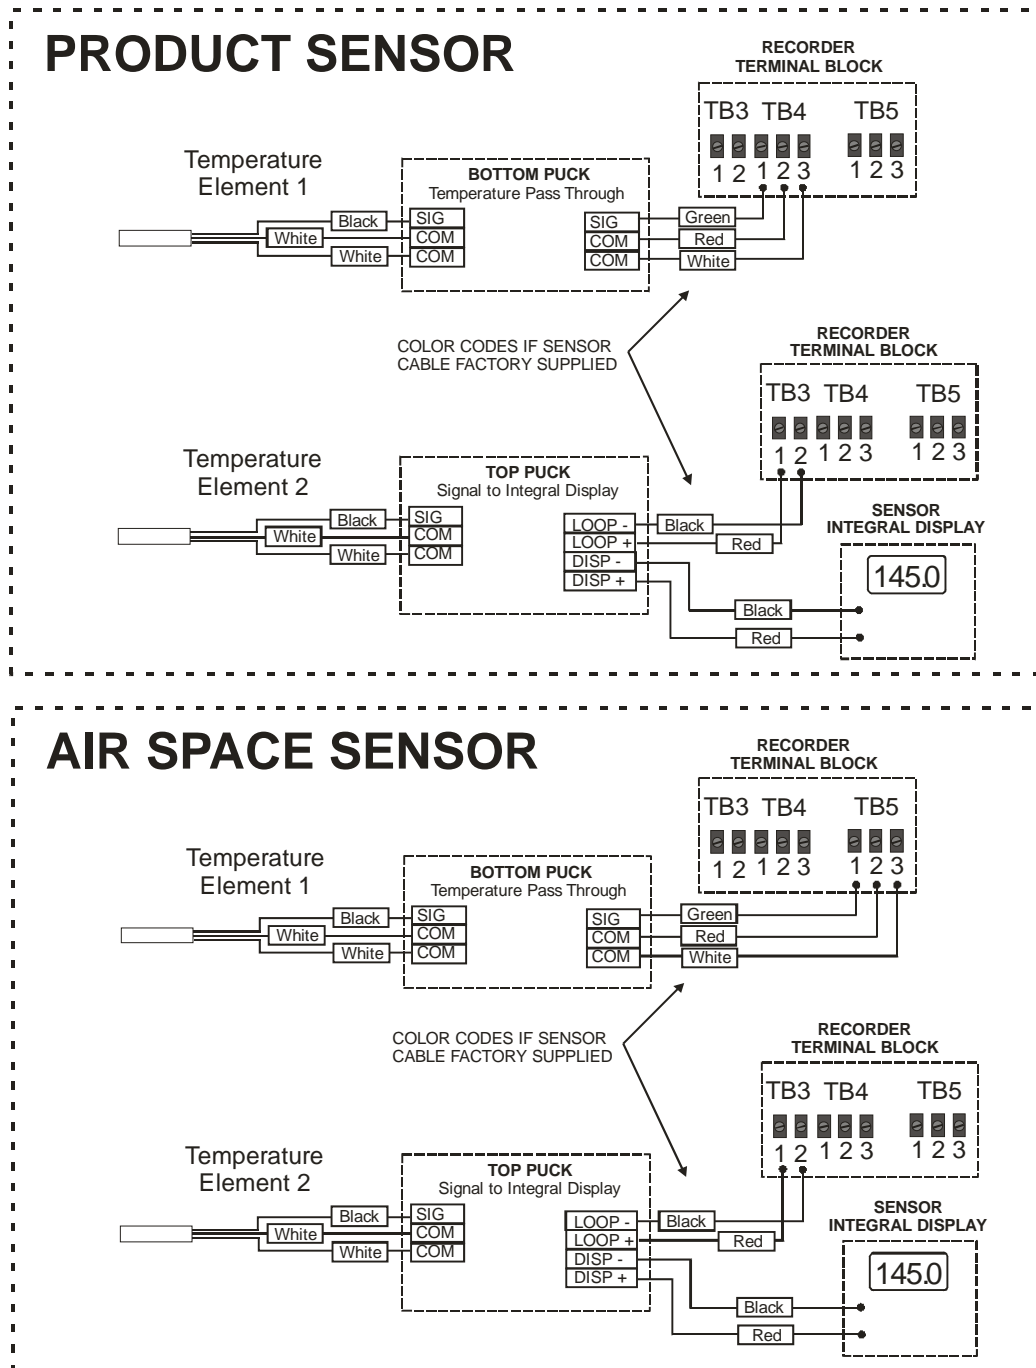 PRODUCT SENSOR
RECORDER
TERMINAL BLOCK
TB3 TB4 TB5
1 2 1 2 3 1 2 3
Temperature
Element 1
BOTTOM PUCK
Temperature Pass Through
Black SIG
White COM
White COM
SIG Green
COM Red
COM White
COLOR CODES IF SENSOR
CABLE FACTORY SUPPLIED
RECORDER
TERMINAL BLOCK
TB3 TB4 TB5
1 2 1 2 3 1 2 3
Temperature
Element 2
TOP PUCK
Signal to Integral Display
Black SIG
White COM
White COM
LOOP - Black
LOOP + Red
DISP -
DISP +
SENSOR
INTEGRAL DISPLAY
145.0
Black
Red
AIR SPACE SENSOR
RECORDER
TERMINAL BLOCK
TB3 TB4 TB5
1 2 1 2 3 1 2 3
Temperature
Element 1
BOTTOM PUCK
Temperature Pass Through
Black SIG
White COM
White COM
SIG Green
COM Red
COM White
COLOR CODES IF SENSOR
CABLE FACTORY SUPPLIED
RECORDER
TERMINAL BLOCK
TB3 TB4 TB5
1 2 1 2 3 1 2 3
Temperature
Element 2
TOP PUCK
Signal to Integral Display
Black SIG
White COM
White COM
LOOP - Black
LOOP + Red
DISP -
DISP +
SENSOR
INTEGRAL DISPLAY
145.0
Black
Red